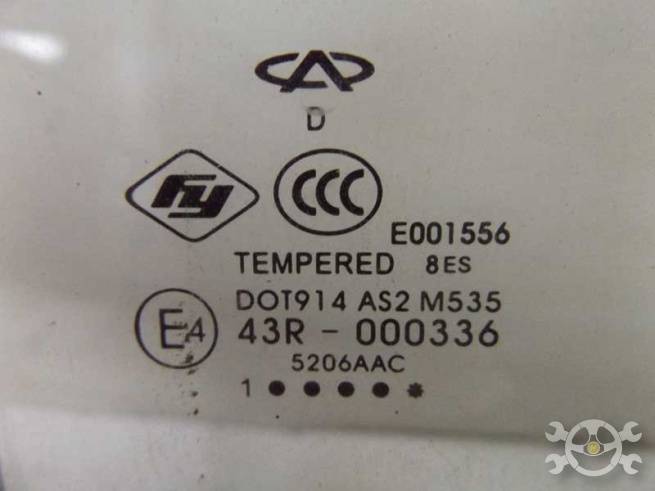 D
fy CCC E001556
TEMPERED 8ES
DOT914 AS2 M535
E4 43R - 000336
5206AAC
1 ● ● ● ● *